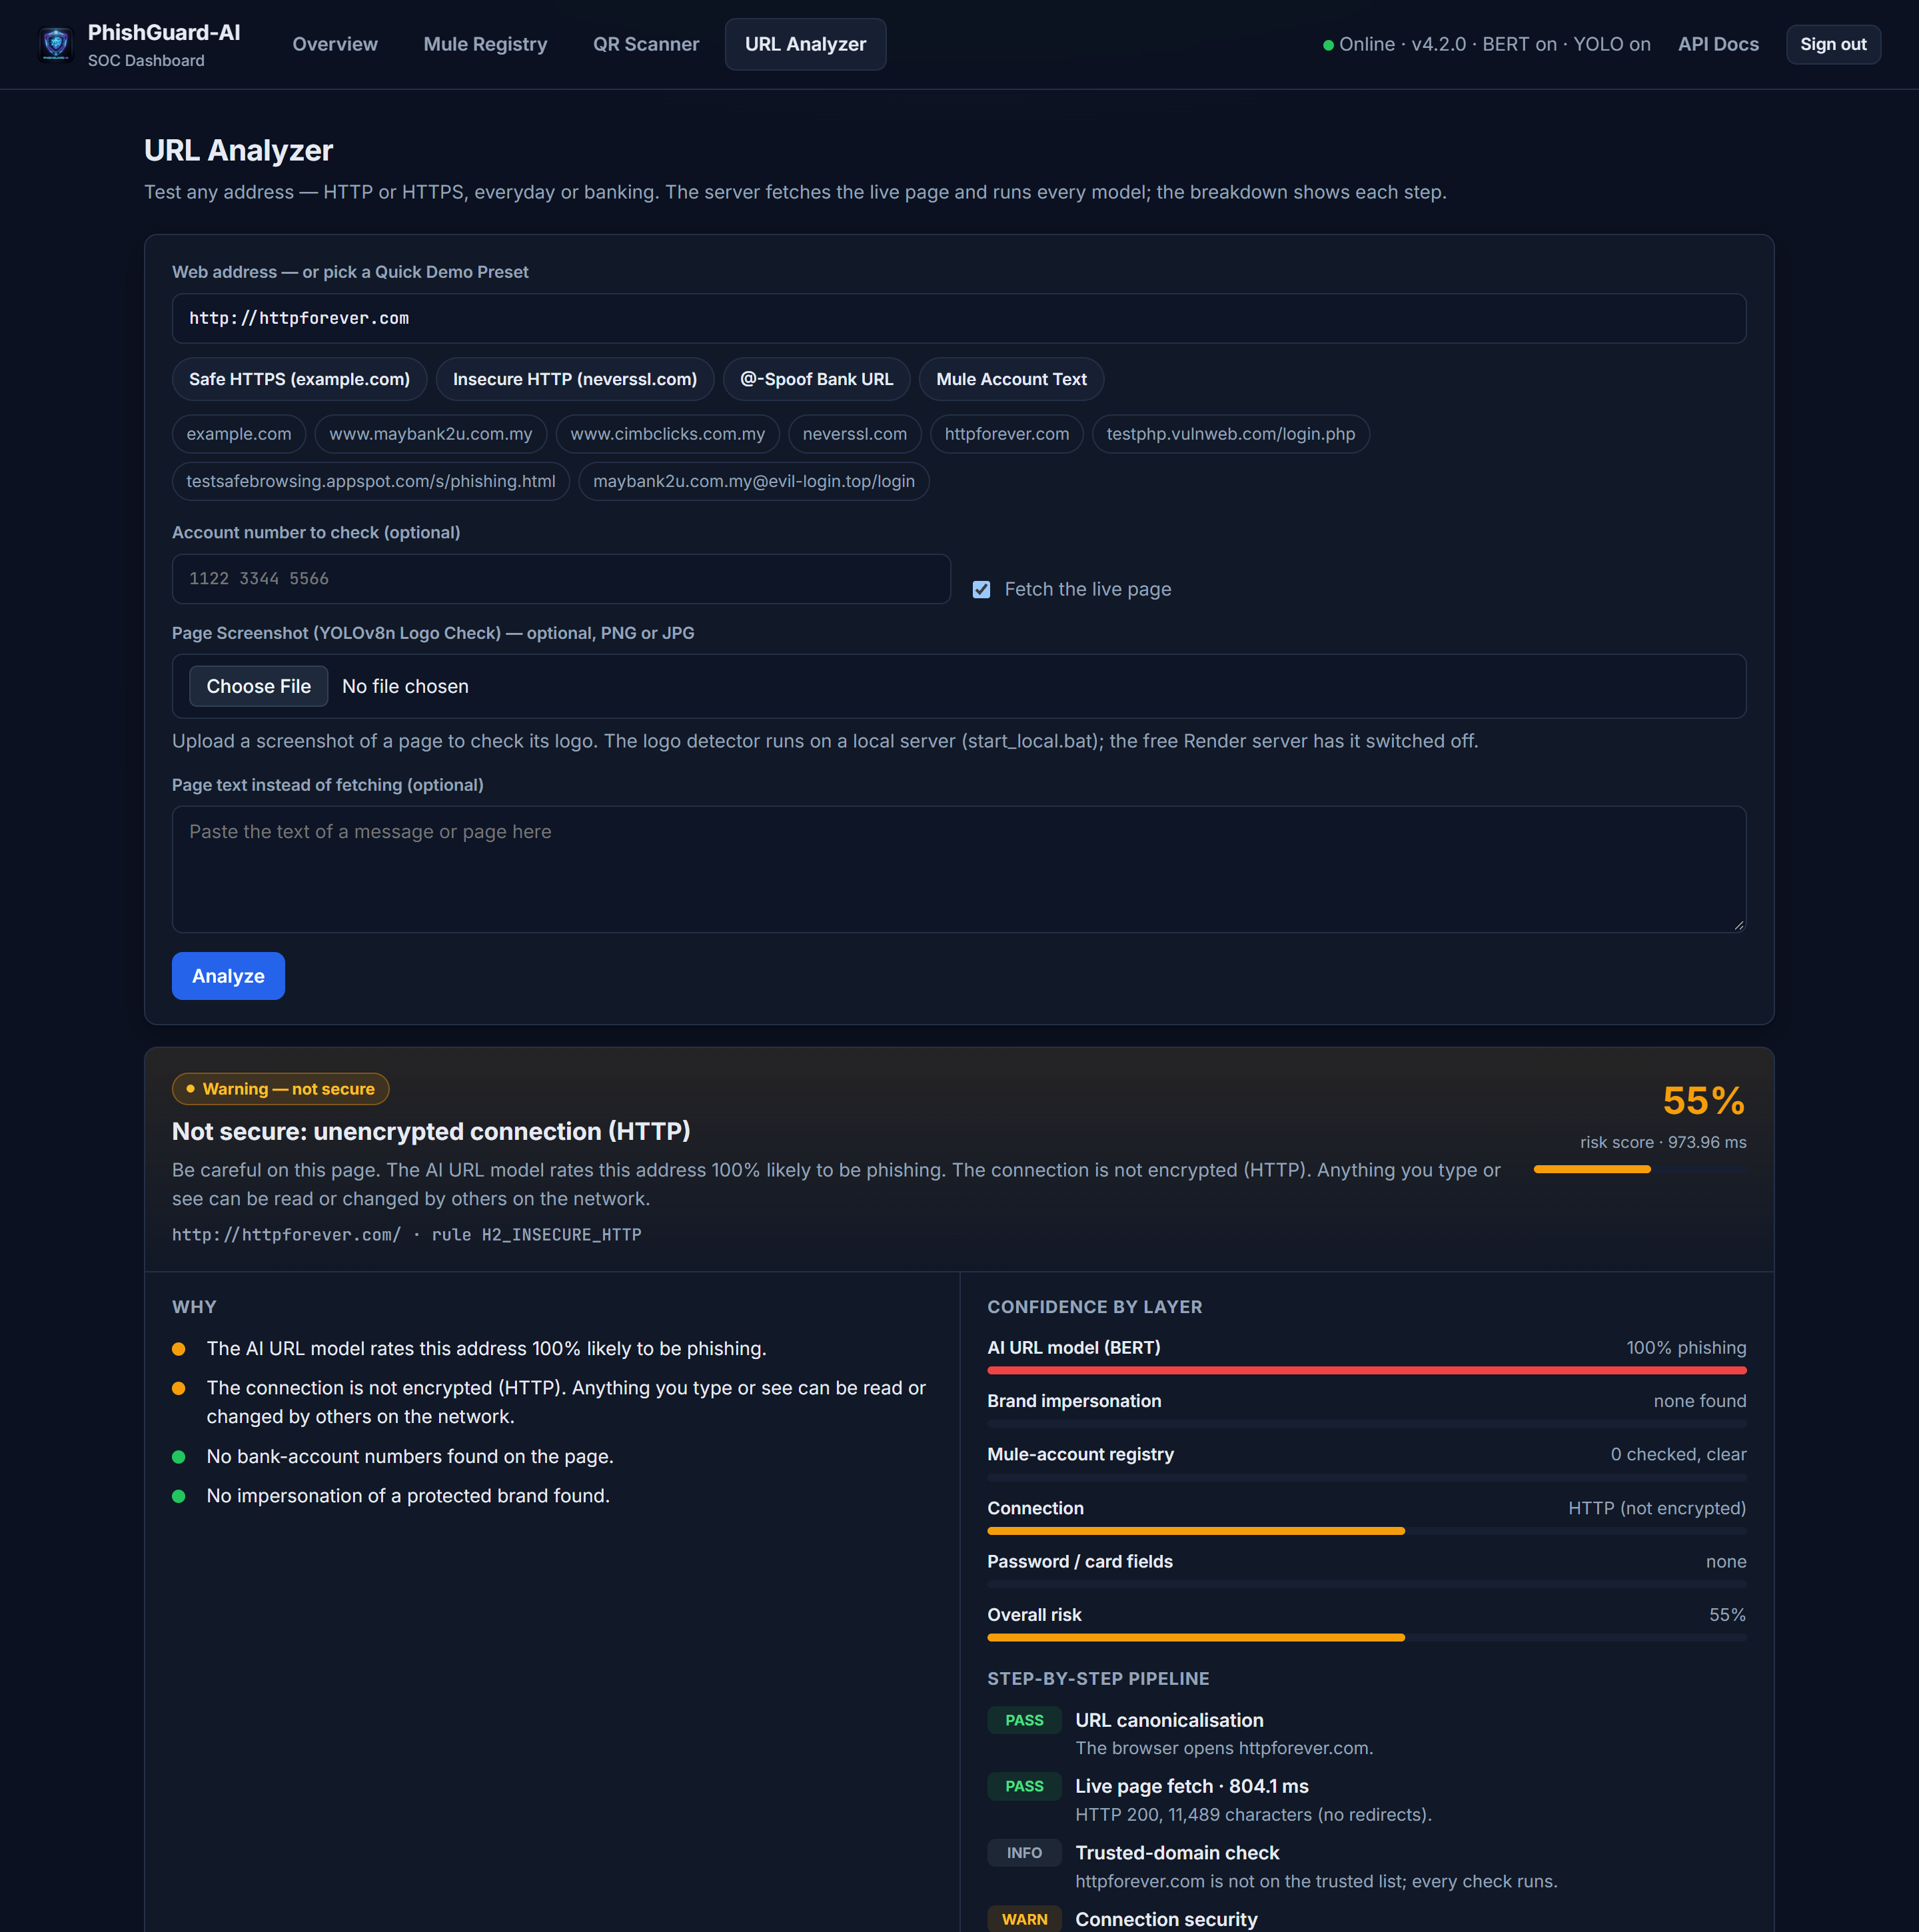 PhishGuard-AI
SOC Dashboard
Overview
Mule Registry
QR Scanner
URL Analyzer
Online · v4.2.0 · BERT on · YOLO on
API Docs
Sign out
URL Analyzer
Test any address — HTTP or HTTPS, everyday or banking. The server fetches the live page and runs every model; the breakdown shows each step.
Web address — or pick a Quick Demo Preset
http://httpforever.com
Safe HTTPS (example.com)
Insecure HTTP (neverssl.com)
@-Spoof Bank URL
Mule Account Text
example.com
www.maybank2u.com.my
www.cimbclicks.com.my
neverssl.com
httpforever.com
testphp.vulnweb.com/login.php
testsafebrowsing.appspot.com/s/phishing.html
maybank2u.com.my@evil-login.top/login
Account number to check (optional)
1122 3344 5566
Fetch the live page
Page Screenshot (YOLOv8n Logo Check) — optional, PNG or JPG
Choose File No file chosen
Upload a screenshot of a page to check its logo. The logo detector runs on a local server (start_local.bat); the free Render server has it switched off.
Page text instead of fetching (optional)
Paste the text of a message or page here
Analyze
Warning — not secure
Not secure: unencrypted connection (HTTP)
Be careful on this page. The AI URL model rates this address 100% likely to be phishing. The connection is not encrypted (HTTP). Anything you type or
see can be read or changed by others on the network.
http://httpforever.com/ · rule H2_INSECURE_HTTP
55%
risk score · 973.96 ms
WHY
The AI URL model rates this address 100% likely to be phishing.
The connection is not encrypted (HTTP). Anything you type or see can be read or
changed by others on the network.
No bank-account numbers found on the page.
No impersonation of a protected brand found.
CONFIDENCE BY LAYER
AI URL model (BERT) 100% phishing
Brand impersonation none found
Mule-account registry 0 checked, clear
Connection HTTP (not encrypted)
Password / card fields none
Overall risk 55%
STEP-BY-STEP PIPELINE
PASS URL canonicalisation
The browser opens httpforever.com.
PASS Live page fetch · 804.1 ms
HTTP 200, 11,489 characters (no redirects).
INFO Trusted-domain check
httpforever.com is not on the trusted list; every check runs.
WARN Connection security